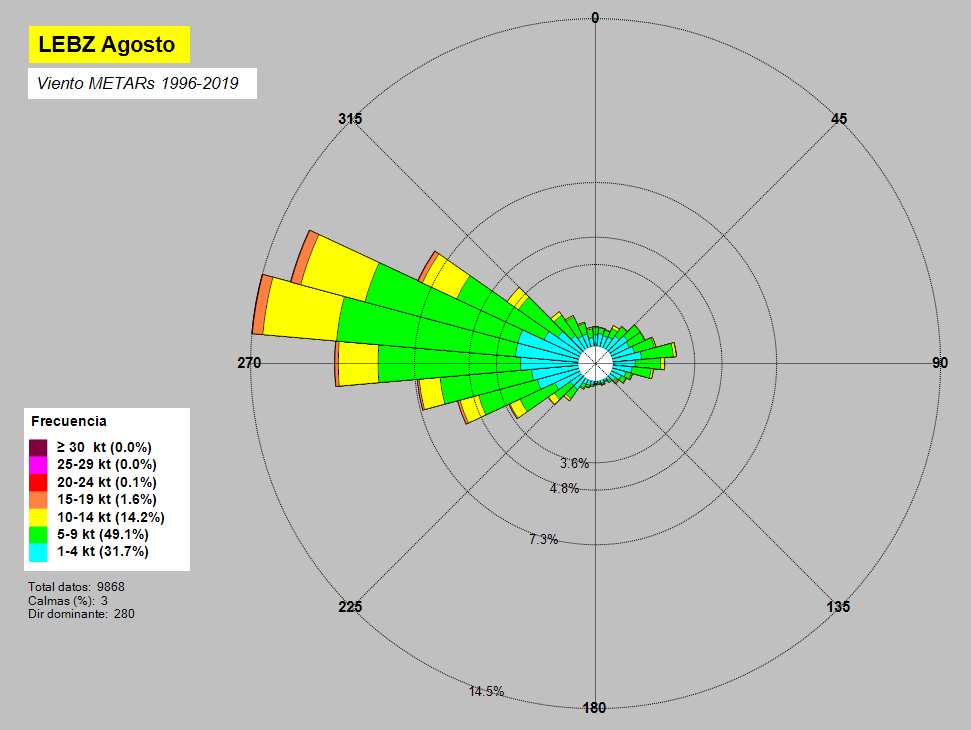 LEBZ Agosto
Viento METARs 1996-2019
0
315
45
270
90
3.6%
4.8%
7.3%
225
135
14.5%
180
Frecuencia
≥ 30 kt (0.0%)
25-29 kt (0.0%)
20-24 kt (0.1%)
15-19 kt (1.6%)
10-14 kt (14.2%)
5-9 kt (49.1%)
1-4 kt (31.7%)
Total datos: 9868
Calmas (%): 3
Dir dominante: 280